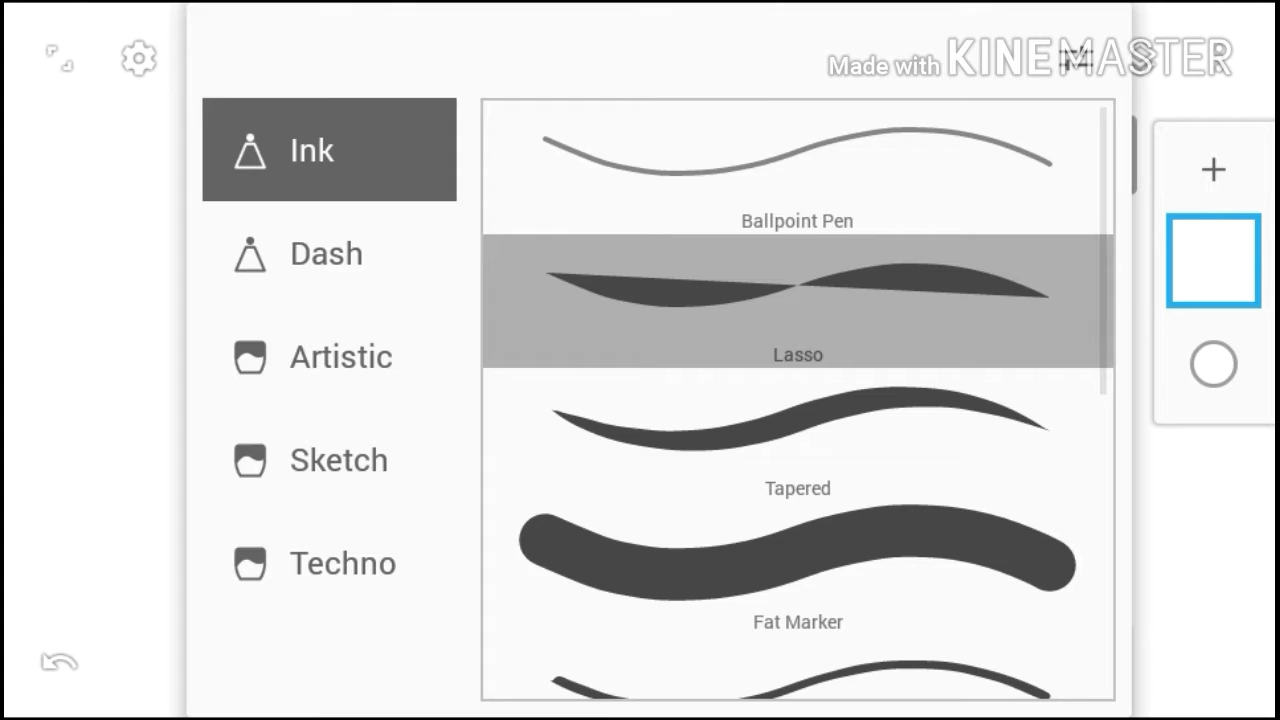 Made with KINEMASTER
Ink
Dash
Artistic
Sketch
Techno
Ballpoint Pen
Lasso
Tapered
Fat Marker